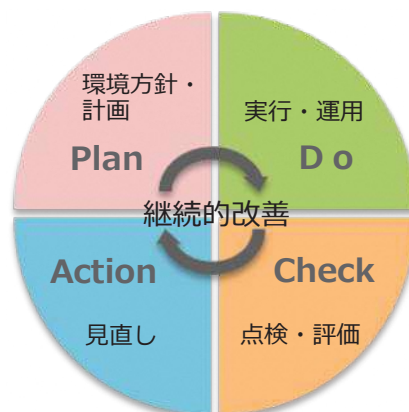 環境方針・
計画
Plan
実行・運用
Do
継続的改善
Action
見直し
Check
点検・評価